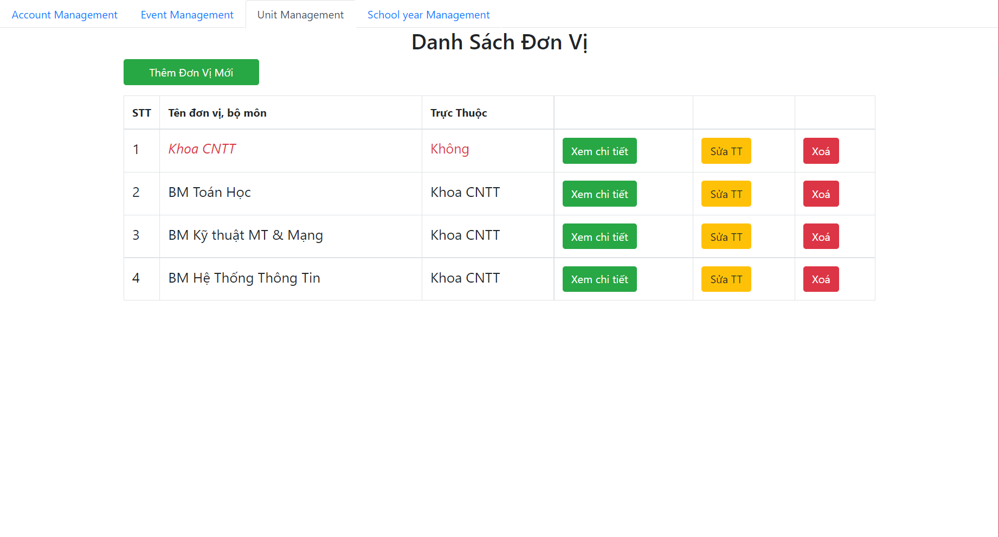 Account Management Event Management Unit Management School year Management
Danh Sách Đơn Vị
Thêm Đơn Vị Mới
STT Tên đơn vị, bộ môn Trực Thuộc
1 Khoa CNTT Không Xem chi tiết Sửa TT Xoá
2 BM Toán Học Khoa CNTT Xem chi tiết Sửa TT Xoá
3 BM Kỹ thuật MT & Mạng Khoa CNTT Xem chi tiết Sửa TT Xoá
4 BM Hệ Thống Thông Tin Khoa CNTT Xem chi tiết Sửa TT Xoá